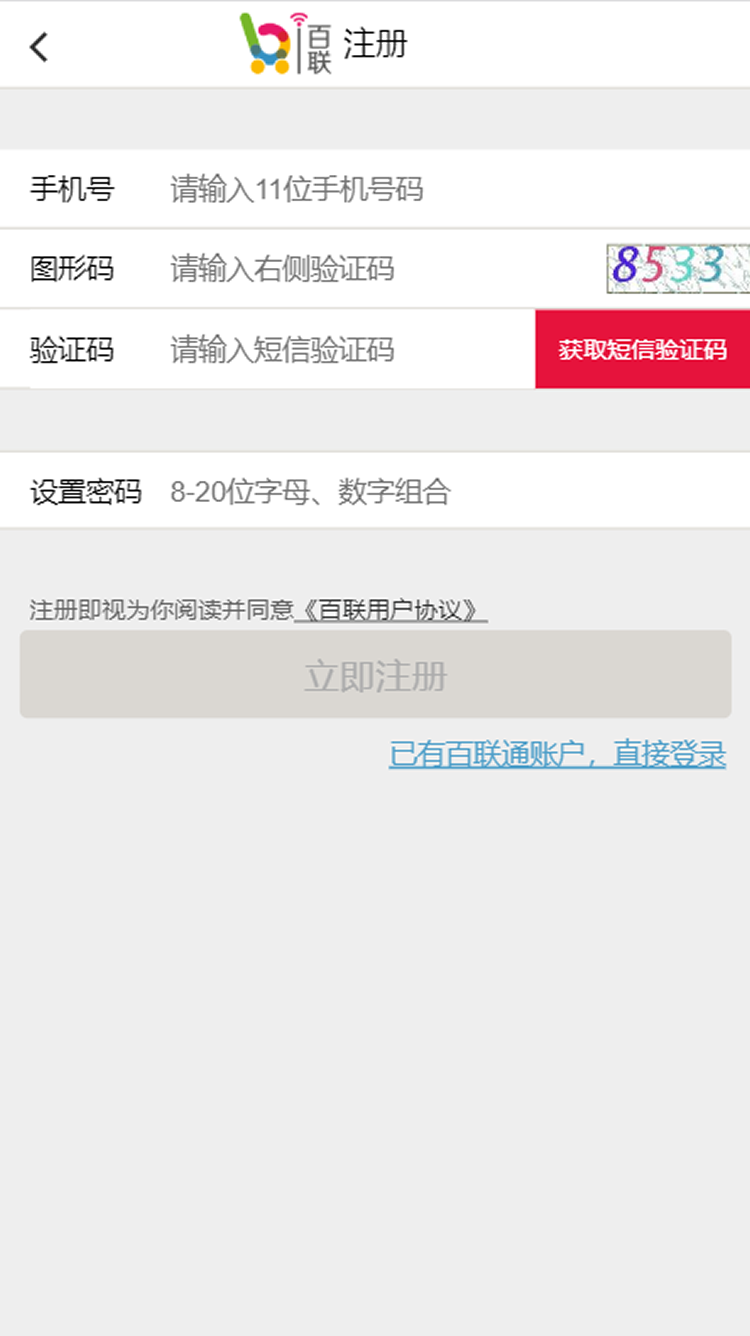 百联 注册
手机号 请输入11位手机号码
图形码 请输入右侧验证码 8533
验证码 请输入短信验证码 获取短信验证码
设置密码 8-20位字母、数字组合
注册即视为你阅读并同意《百联用户协议》
立即注册
已有百联通账户，直接登录